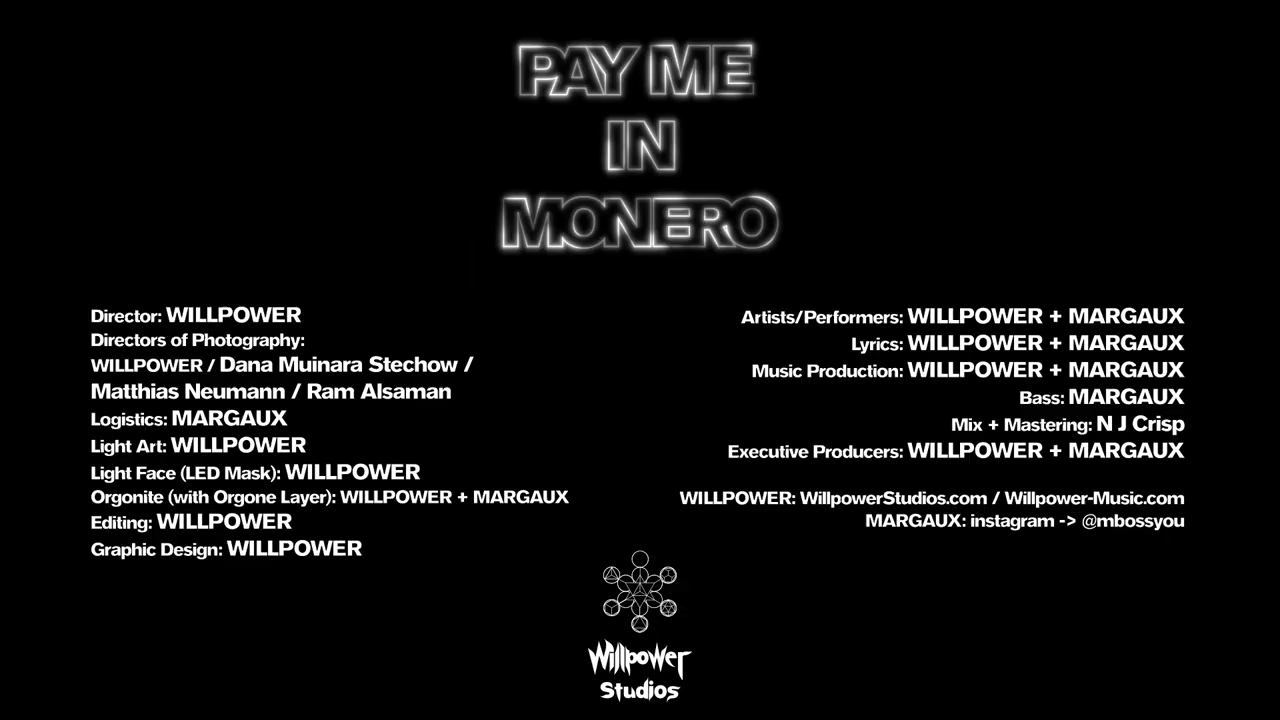 PAY ME
IN
MONERO
Director: WILLPOWER
Directors of Photography:
WILLPOWER / Dana Muinara Stechow /
Matthias Neumann / Ram Alsaman
Logistics: MARGAUX
Light Art: WILLPOWER
Light Face (LED Mask): WILLPOWER
Orgonite (with Orgone Layer): WILLPOWER + MARGAUX
Editing: WILLPOWER
Graphic Design: WILLPOWER
Artists/Performers: WILLPOWER + MARGAUX
Lyrics: WILLPOWER + MARGAUX
Music Production: WILLPOWER + MARGAUX
Bass: MARGAUX
Mix + Mastering: N J Crisp
Executive Producers: WILLPOWER + MARGAUX
WILLPOWER: WillpowerStudios.com / Willpower-Music.com
MARGAUX: instagram -> @mbossyou
Willpower
Studios